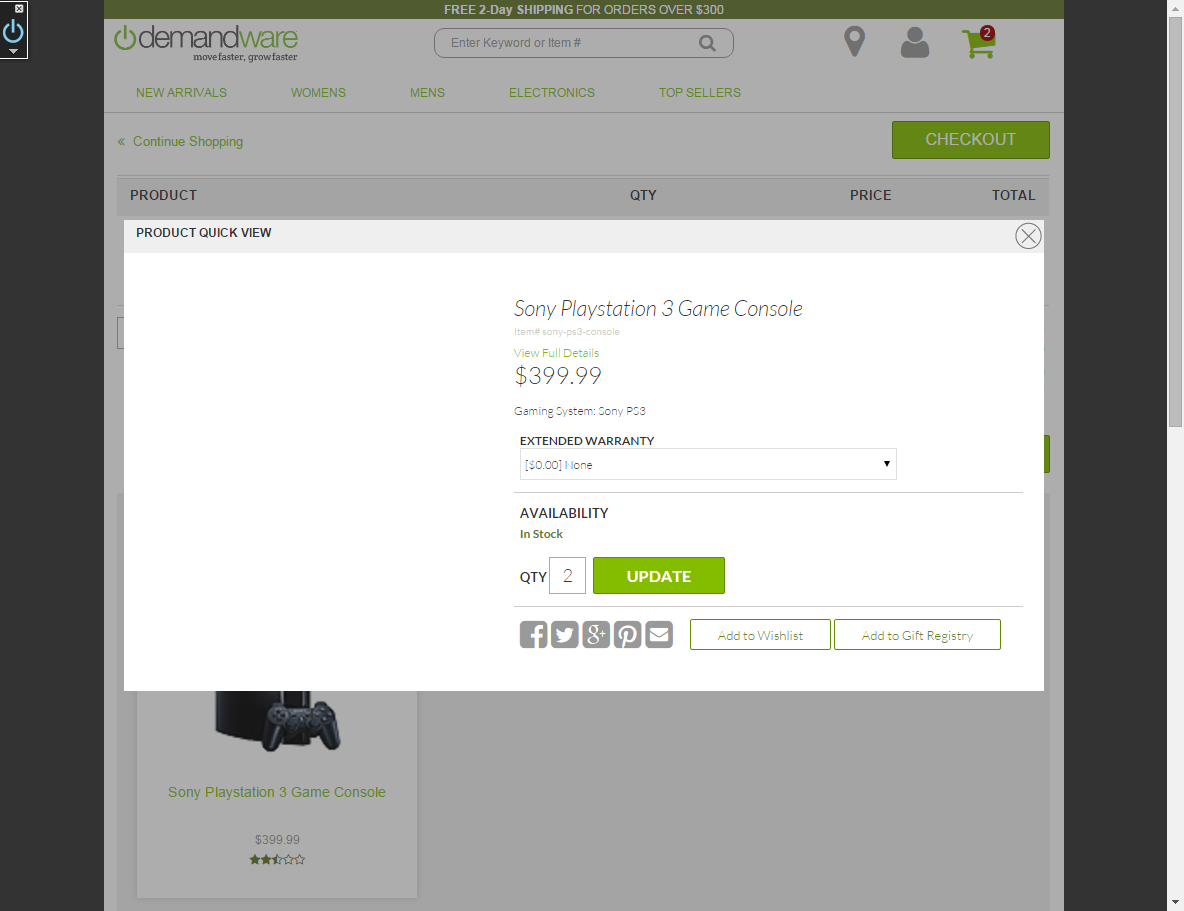 FREE 2-Day SHIPPING FOR ORDERS OVER $300
demandware
move faster, grow faster
Enter Keyword or Item #
2
NEW ARRIVALS WOMENS MENS ELECTRONICS TOP SELLERS
« Continue Shopping
CHECKOUT
PRODUCT QTY PRICE TOTAL
PRODUCT QUICK VIEW
Sony Playstation 3 Game Console
Item# sony-ps3-console
View Full Details
$399.99
Gaming System: Sony PS3
EXTENDED WARRANTY
[$0.00] None
AVAILABILITY
In Stock
QTY 2 UPDATE
Add to Wishlist Add to Gift Registry
Sony Playstation 3 Game Console
$399.99